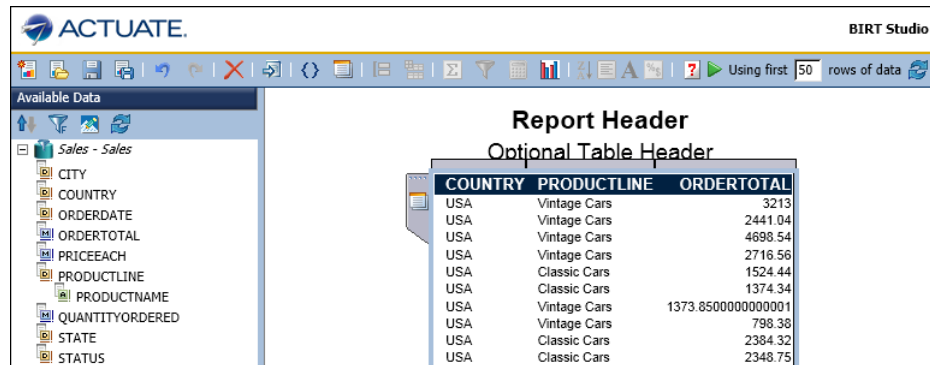 ACTUATE.
BIRT Studio
Using first 50 rows of data
Available Data
Sales - Sales
CITY
COUNTRY
ORDERDATE
ORDERTOTAL
PRICEEACH
PRODUCTLINE
PRODUCTNAME
QUANTITYORDERED
STATE
STATUS
Report Header
Optional Table Header
COUNTRY PRODUCTLINE ORDERTOTAL
USA Vintage Cars 3213
USA Vintage Cars 2441.04
USA Vintage Cars 4698.54
USA Vintage Cars 2716.56
USA Classic Cars 1524.44
USA Classic Cars 1374.34
USA Vintage Cars 1373.8500000000001
USA Vintage Cars 798.38
USA Classic Cars 2384.32
USA Classic Cars 2348.75